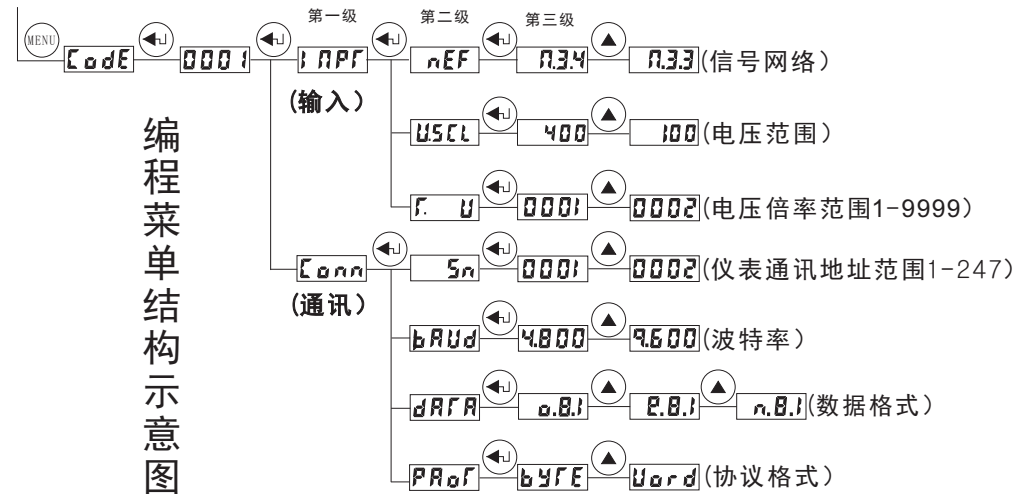 第一级 第二级 第三级
MENU CodE 0001 INPT nEF n.3.4 n.3.3 (信号网络)
(输入)
U.SCL 400 100 (电压范围)
T. U 0001 0002 (电压倍率范围1-9999)
Conn Sn 0001 0002 (仪表通讯地址范围1-247)
(通讯)
bAUd 4.800 9.600 (波特率)
dATA o.8.1 E.8.1 n.8.1 (数据格式)
PRoT bYTE Word (协议格式)
编程菜单结构示意图